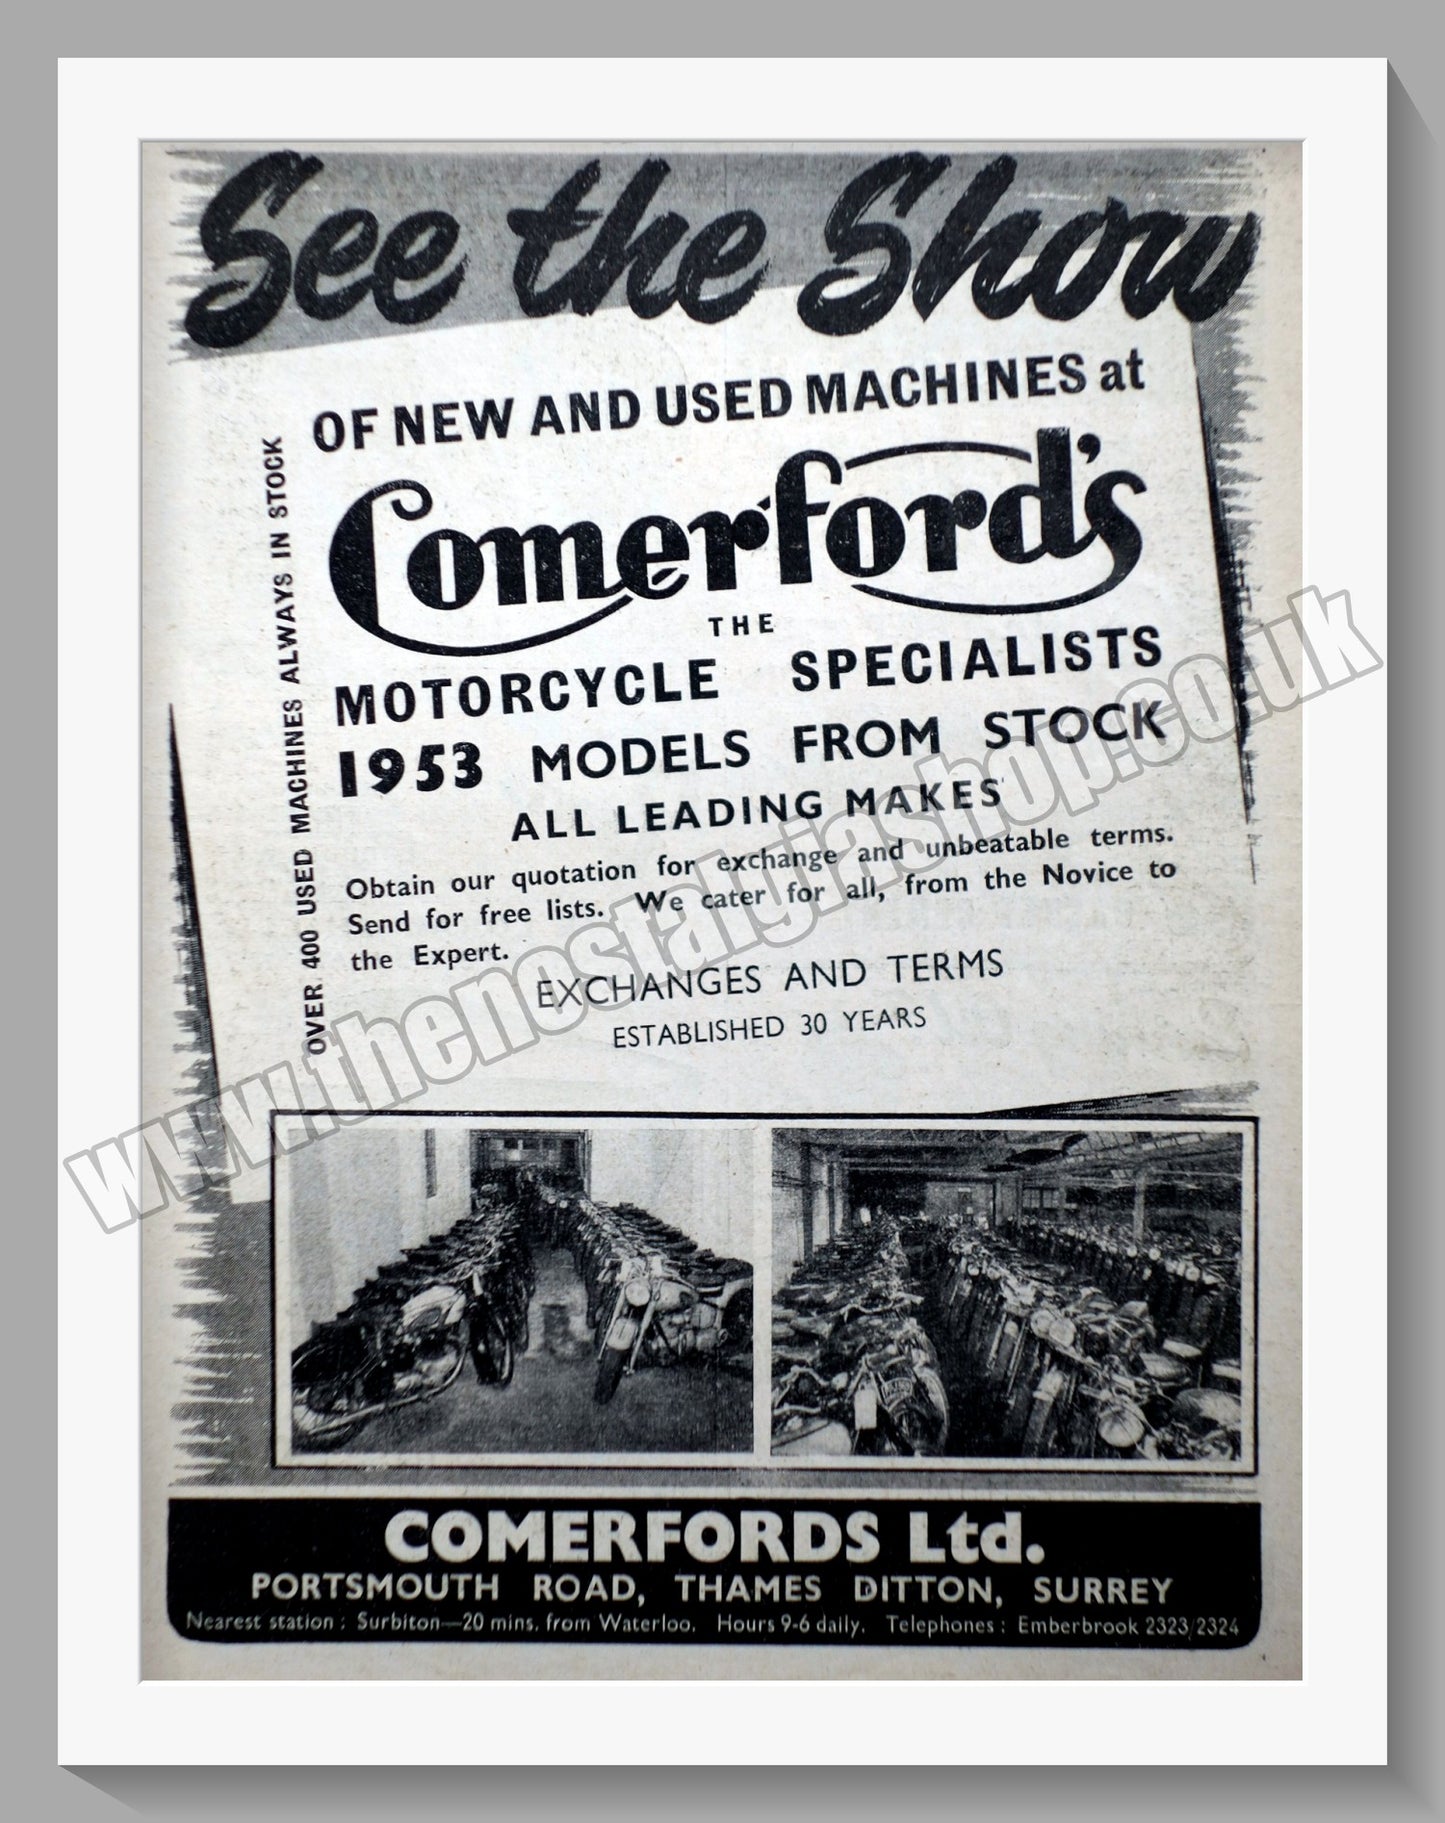 See the Show
OF NEW AND USED MACHINES at
Comerford's
THE
MOTORCYCLE SPECIALISTS
1953 MODELS FROM STOCK
ALL LEADING MAKES
Obtain our quotation for exchange and unbeatable terms.
Send for free lists. We cater for all, from the Novice to
the Expert.
EXCHANGES AND TERMS
ESTABLISHED 30 YEARS
OVER 400 USED MACHINES ALWAYS IN STOCK
COMERFORDS Ltd.
PORTSMOUTH ROAD, THAMES DITTON, SURREY
Nearest station : Surbiton—20 mins. from Waterloo. Hours 9-6 daily. Telephones : Emberbrook 2323/2324
www.thenostalgiashop.co.uk